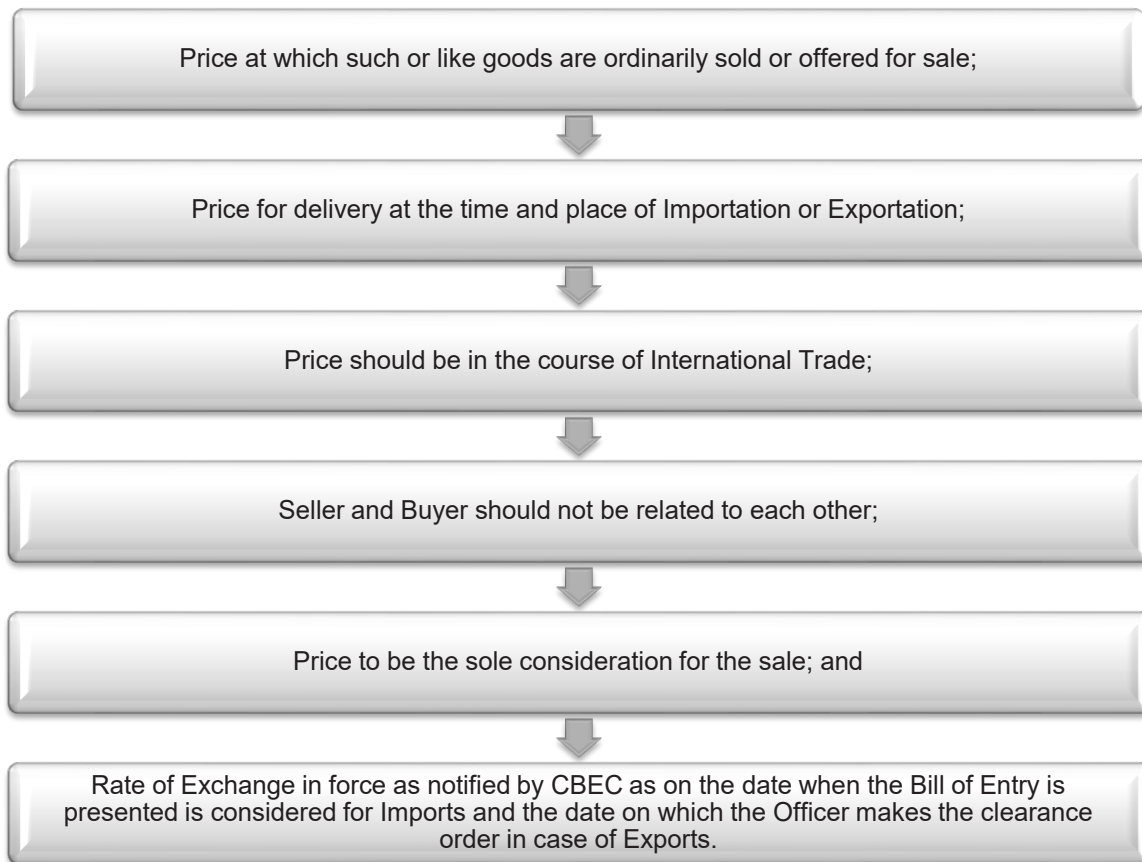 Price at which such or like goods are ordinarily sold or offered for sale;
Price for delivery at the time and place of Importation or Exportation;
Price should be in the course of International Trade;
Seller and Buyer should not be related to each other;
Price to be the sole consideration for the sale; and
Rate of Exchange in force as notified by CBEC as on the date when the Bill of Entry is
presented is considered for Imports and the date on which the Officer makes the clearance
order in case of Exports.